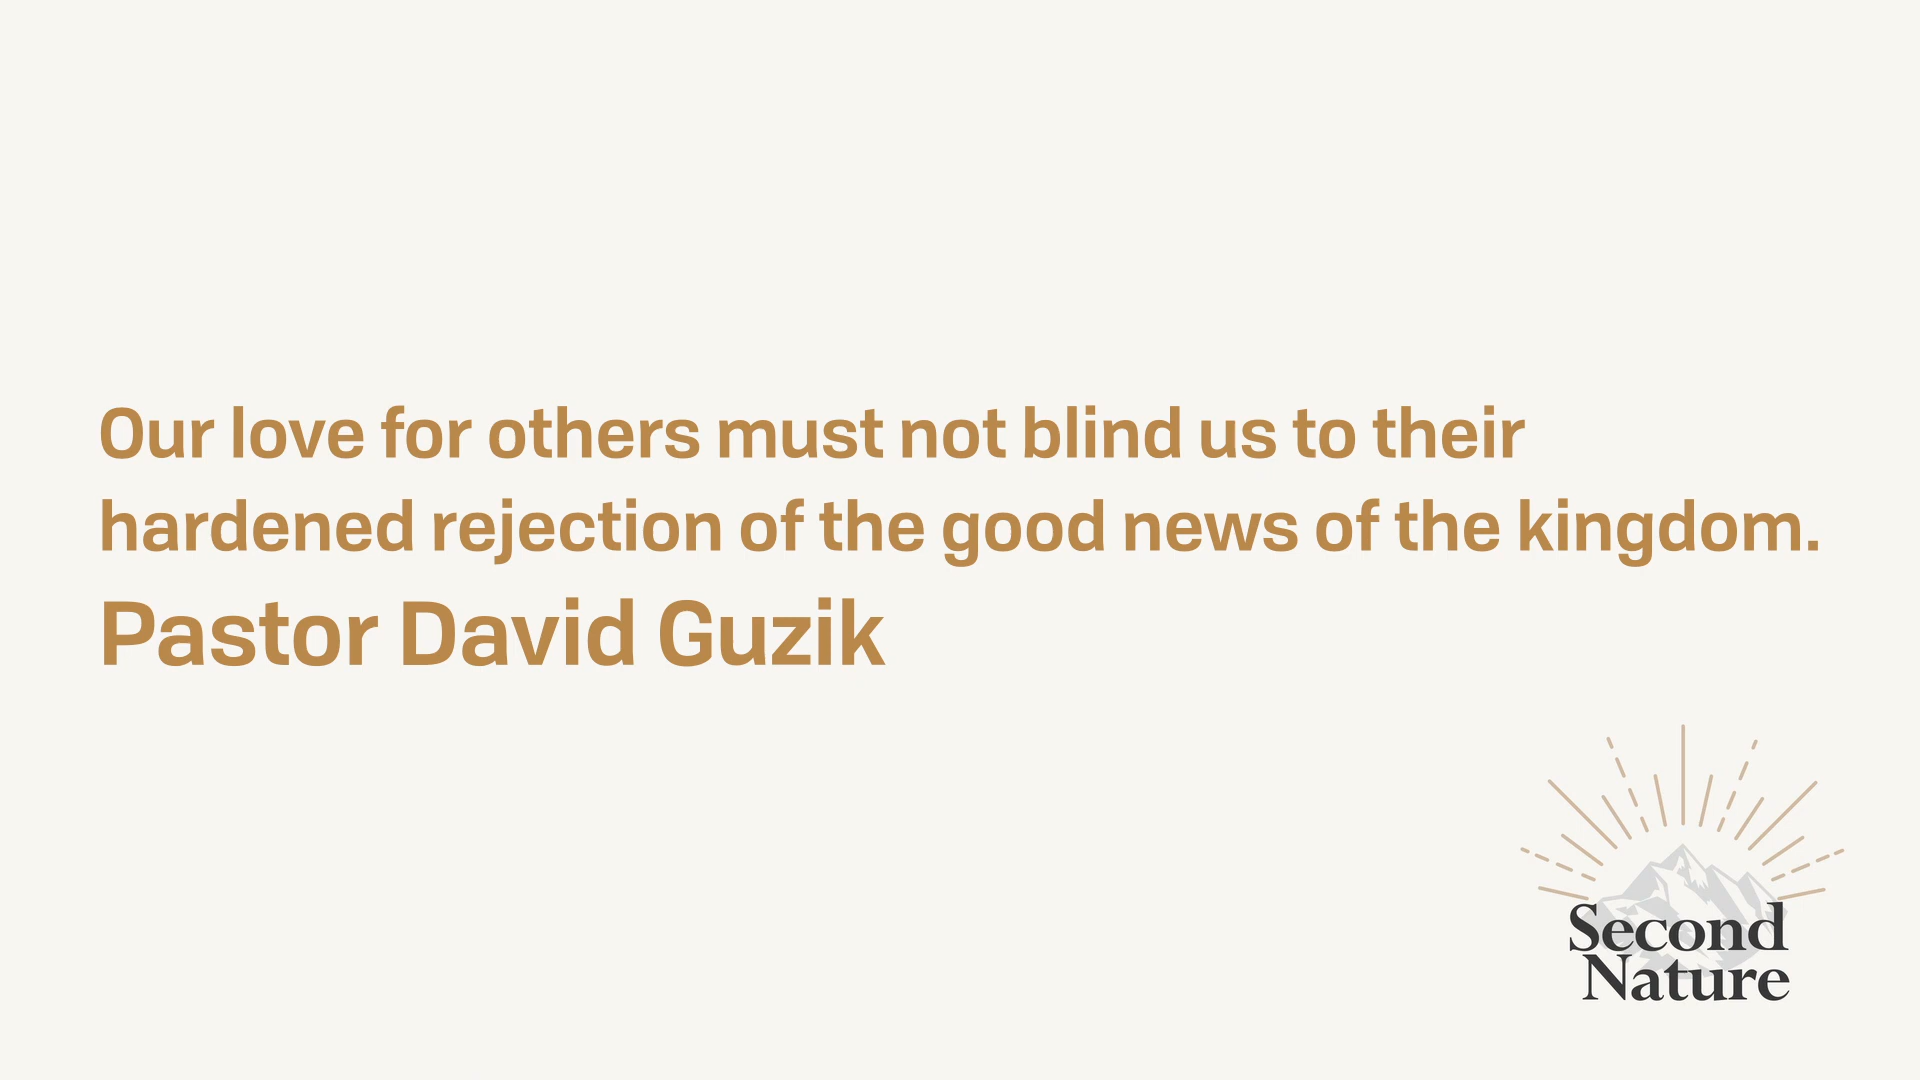 Our love for others must not blind us to their
hardened rejection of the good news of the kingdom.
Pastor David Guzik
Second
Nature